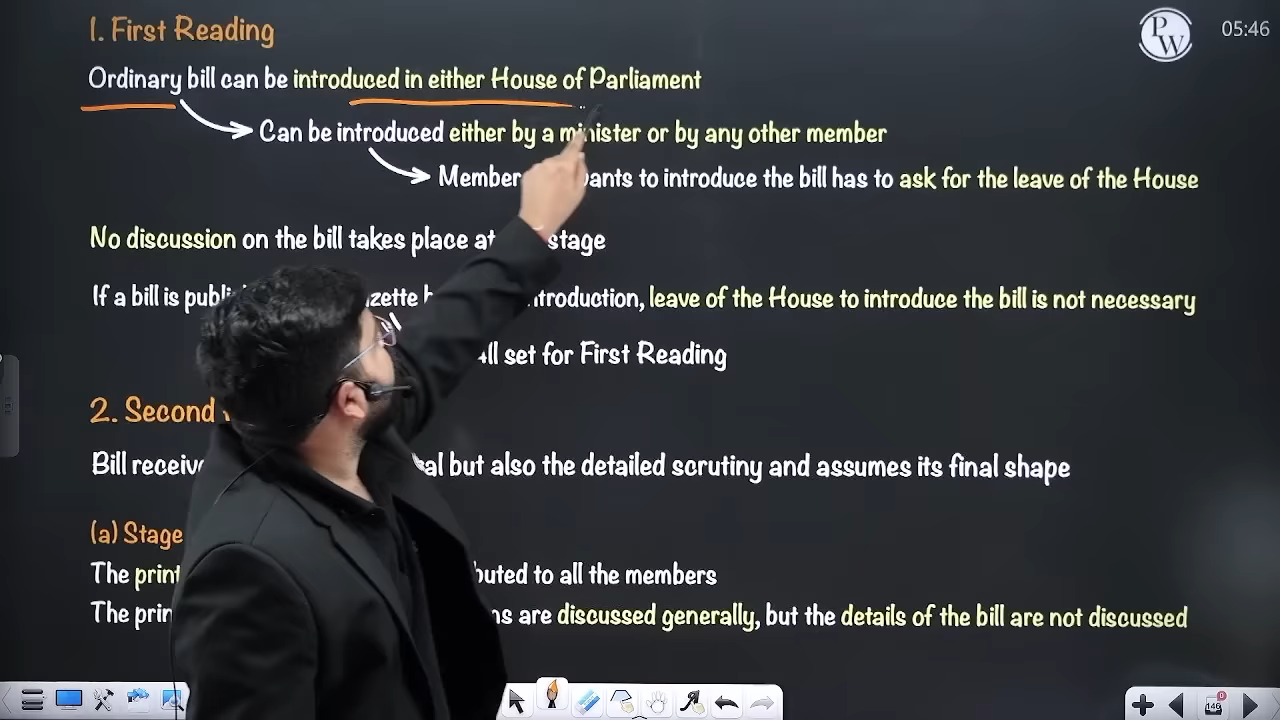 1. First Reading
PW
05:46
Ordinary bill can be introduced in either House of Parliament
Can be introduced either by a minister or by any other member
Member wants to introduce the bill has to ask for the leave of the House
No discussion on the bill takes place at stage
If a bill is introduction, leave of the House to introduce the bill is not necessary
All set for First Reading
2. Second
Bill but also the detailed scrutiny and assumes its final shape
(a) Stage
The to all the members
The are discussed generally, but the details of the bill are not discussed
146